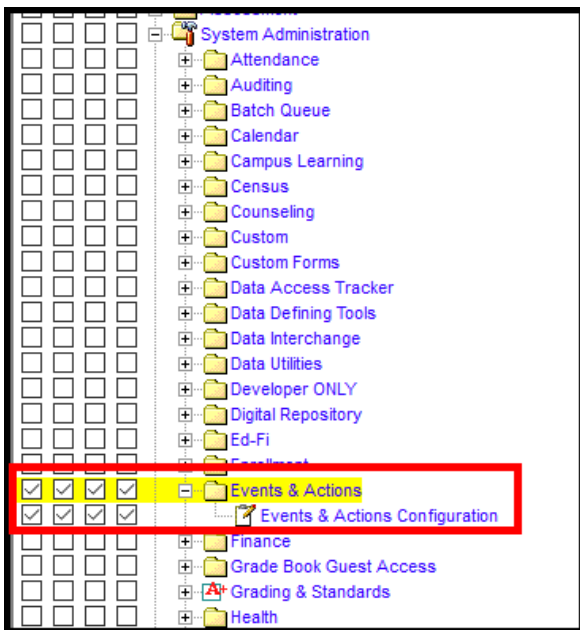 System Administration
Attendance
Auditing
Batch Queue
Calendar
Campus Learning
Census
Counseling
Custom
Custom Forms
Data Access Tracker
Data Defining Tools
Data Interchange
Data Utilities
Developer ONLY
Digital Repository
Ed-Fi
Enrollment
Events & Actions
Events & Actions Configuration
Finance
Grade Book Guest Access
A+ Grading & Standards
Health